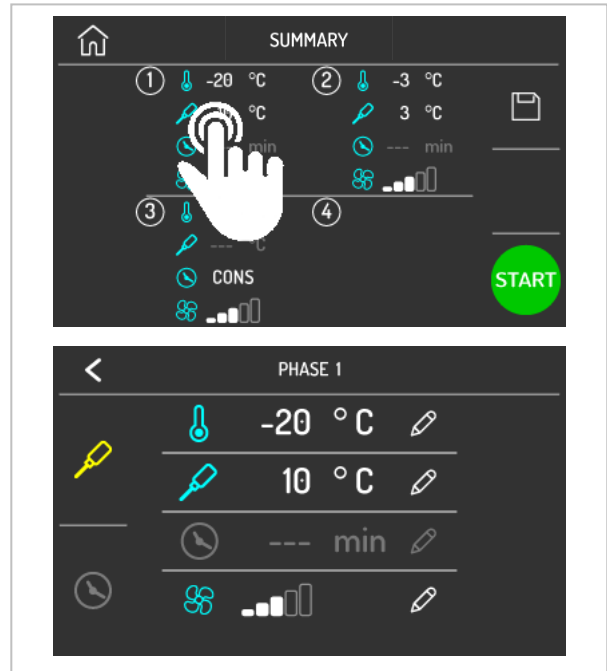 SUMMARY
1 -20 °C 2 -3 °C
°C 3 °C
min --- min
3 4
--- °C
CONS START
PHASE 1
-20 °C
10 °C
--- min